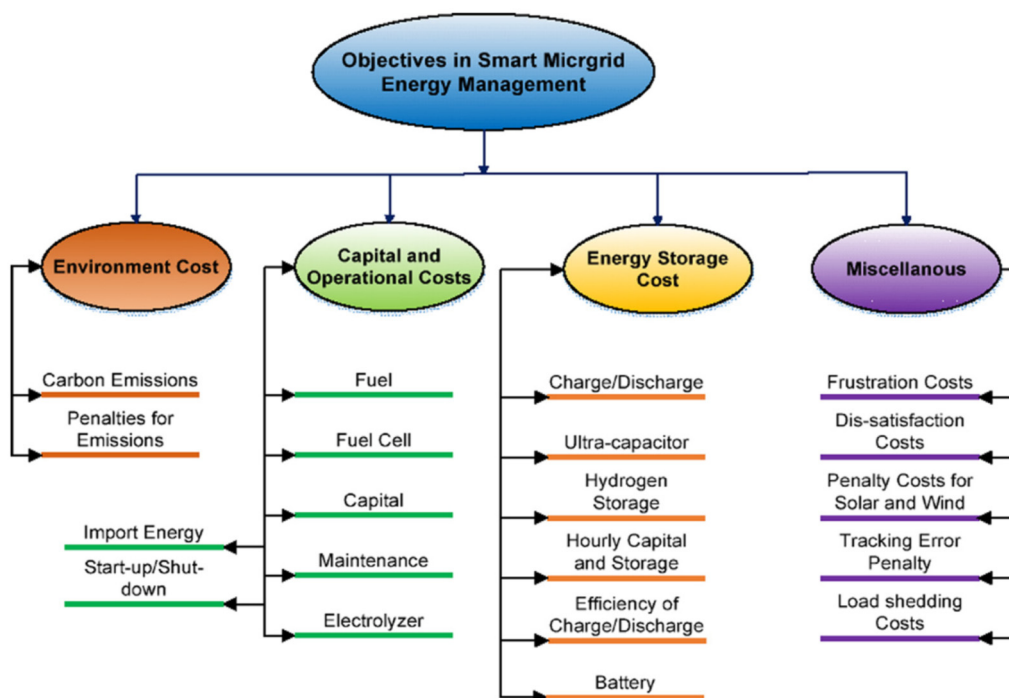 Objectives in Smart Micrgrid
Energy Management
Environment Cost
Capital and
Operational Costs
Energy Storage
Cost
Miscellanous
Carbon Emissions
Penalties for
Emissions
Fuel
Fuel Cell
Capital
Import Energy
Maintenance
Start-up/Shut-
down
Electrolyzer
Charge/Discharge
Ultra-capacitor
Hydrogen
Storage
Hourly Capital
and Storage
Efficiency of
Charge/Discharge
Battery
Frustration Costs
Dis-satisfaction
Costs
Penalty Costs for
Solar and Wind
Tracking Error
Penalty
Load shedding
Costs